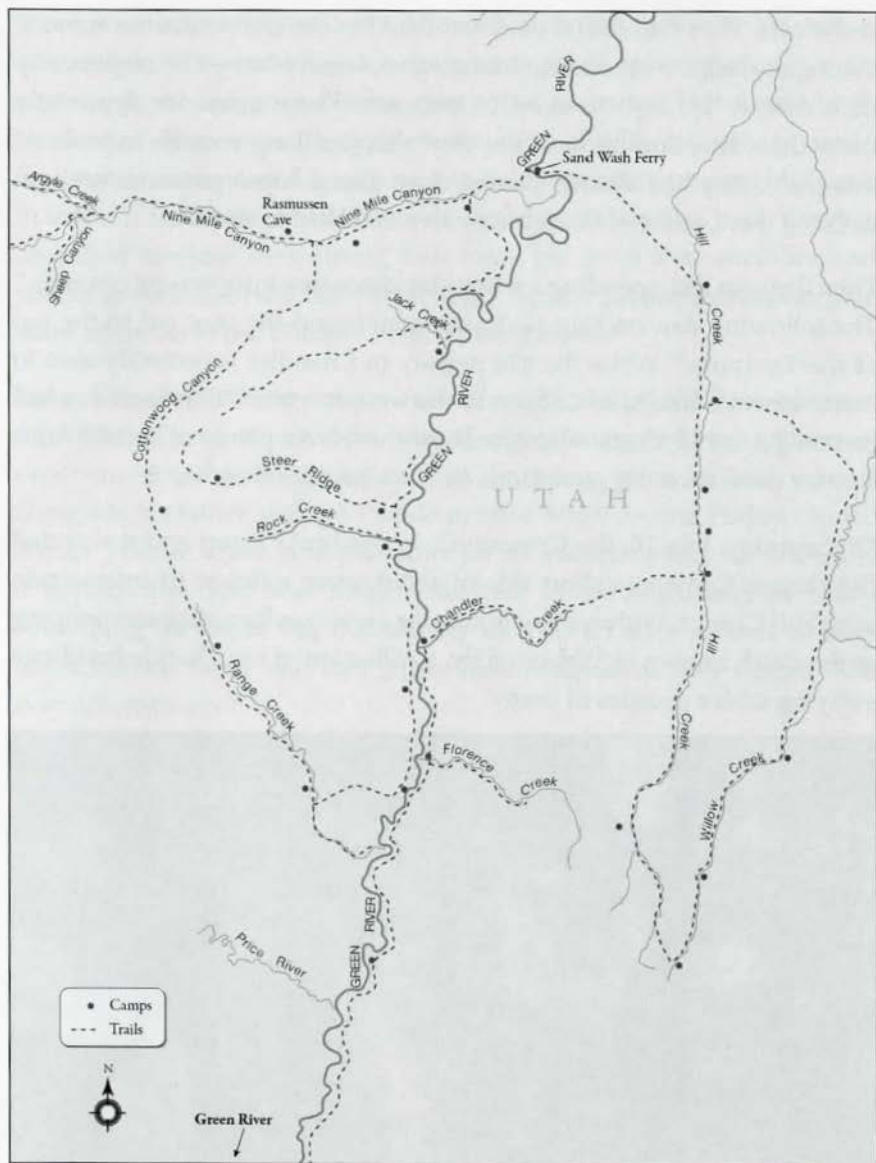 GREEN
RIVER
Sand Wash Ferry
Argyle Creek
Sheep Canyon
Nine Mile Canyon
Rasmussen
Cave
Nine Mile Canyon
Hill
Creek
Jack Creek
GREEN
RIVER
Cottonwood Canyon
Steer Ridge
Rock Creek
UTAH
Chandler
Creek
Range Creek
Florence
Creek
Hill
Creek
Willow
Creek
Price River
GREEN
RIVER
Camps
Trails
N
Green River